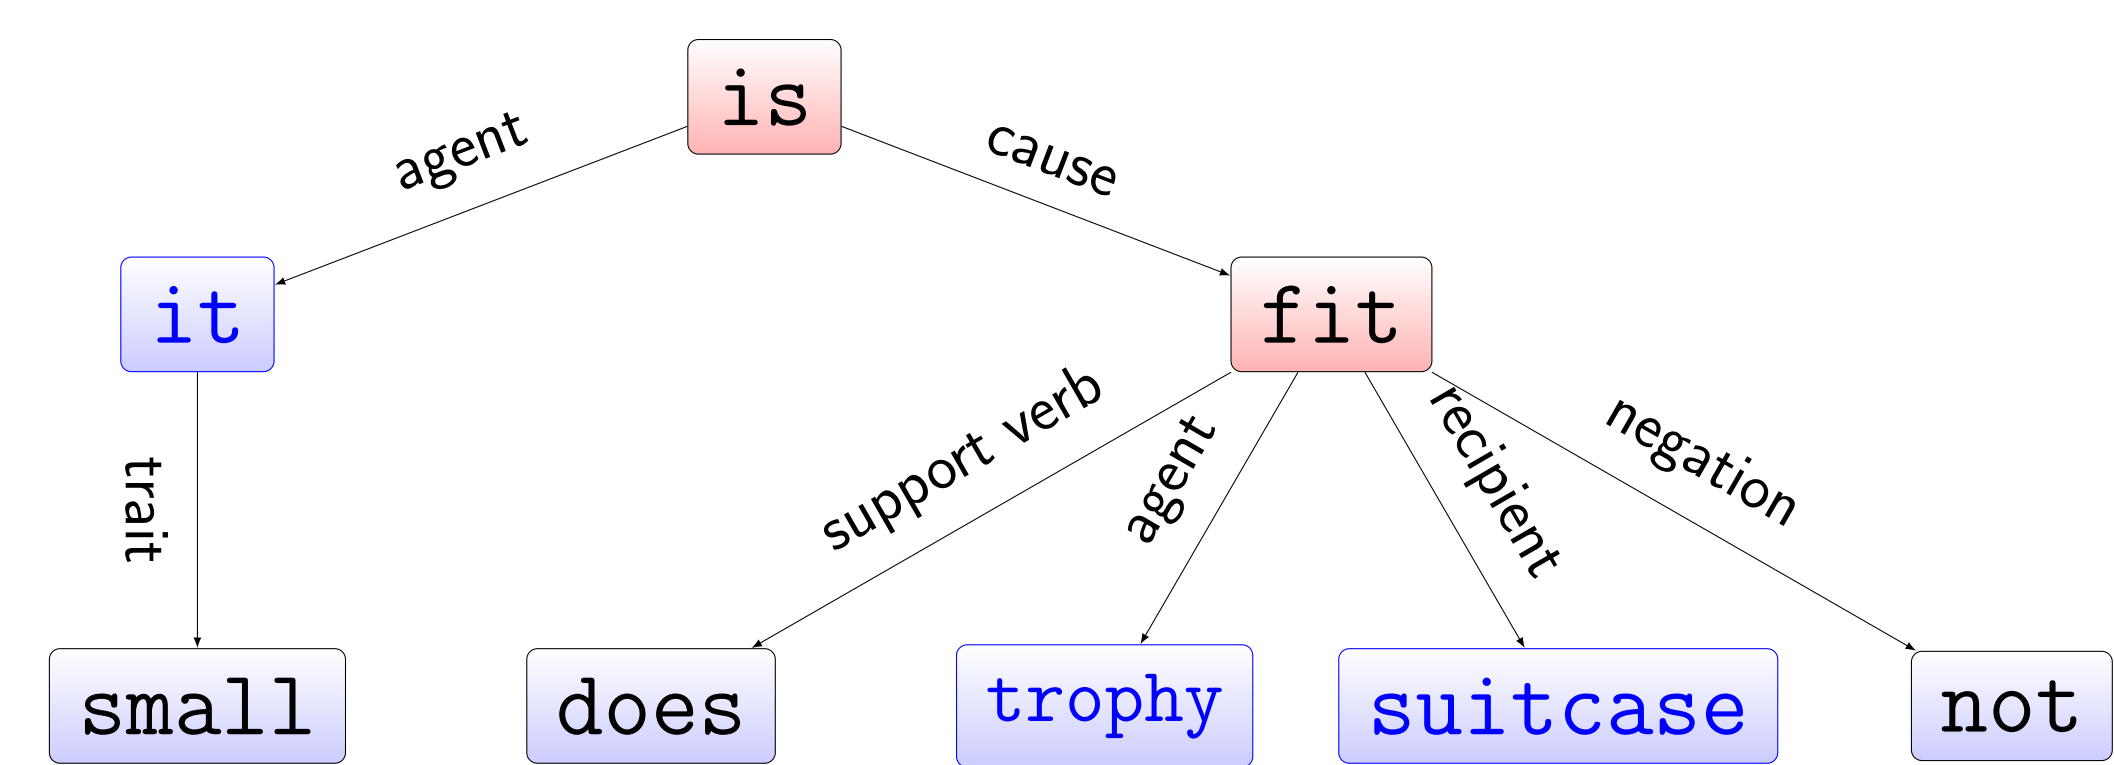 is
agent
cause
it
fit
trait
support verb
agent
recipient
negation
small
does
trophy
suitcase
not